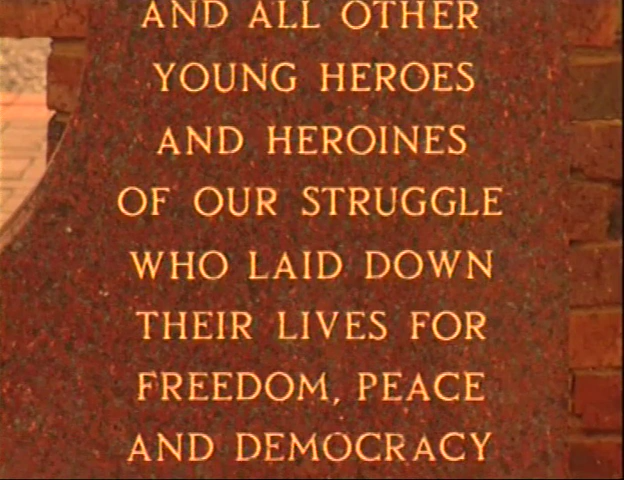 AND ALL OTHER
YOUNG HEROES
AND HEROINES
OF OUR STRUGGLE
WHO LAID DOWN
THEIR LIVES FOR
FREEDOM, PEACE
AND DEMOCRACY